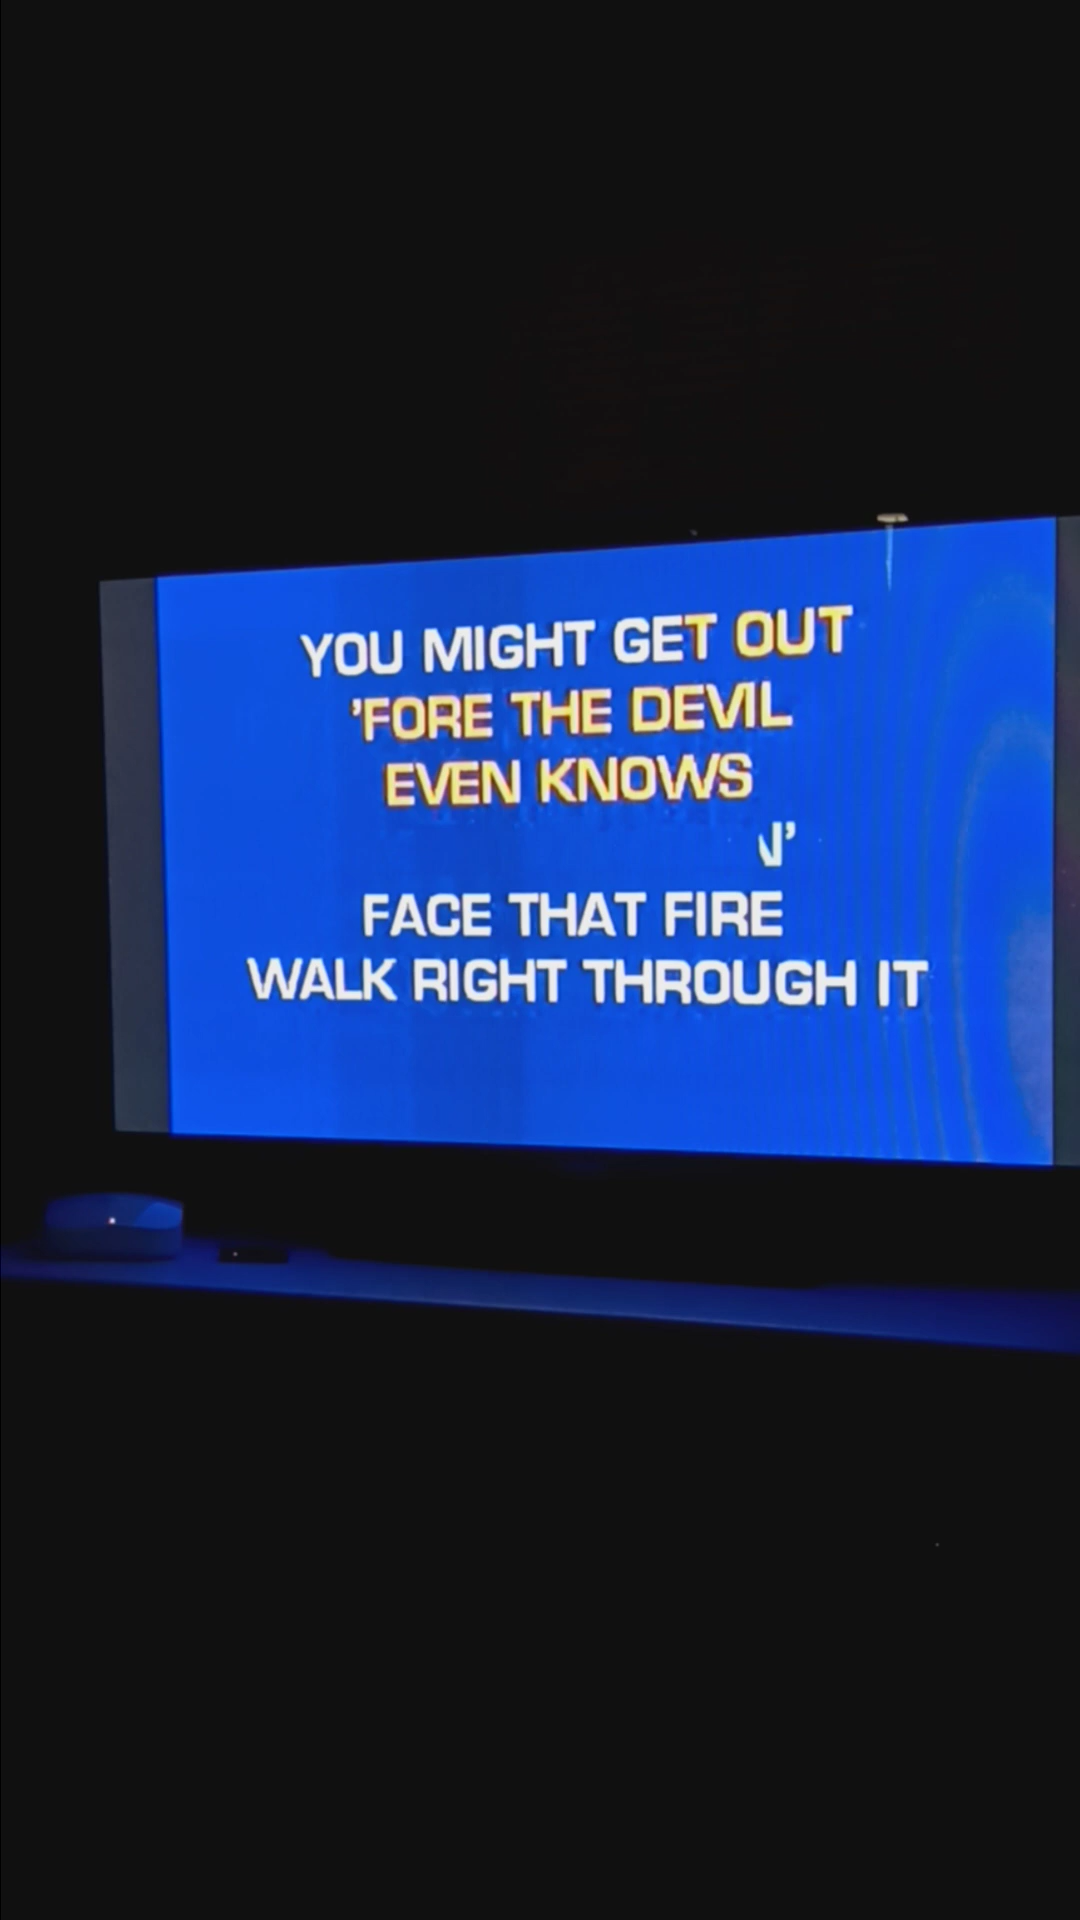 YOU MIGHT GET OUT
'FORE THE DEVIL
EVEN KNOWS
N'
FACE THAT FIRE
WALK RIGHT THROUGH IT